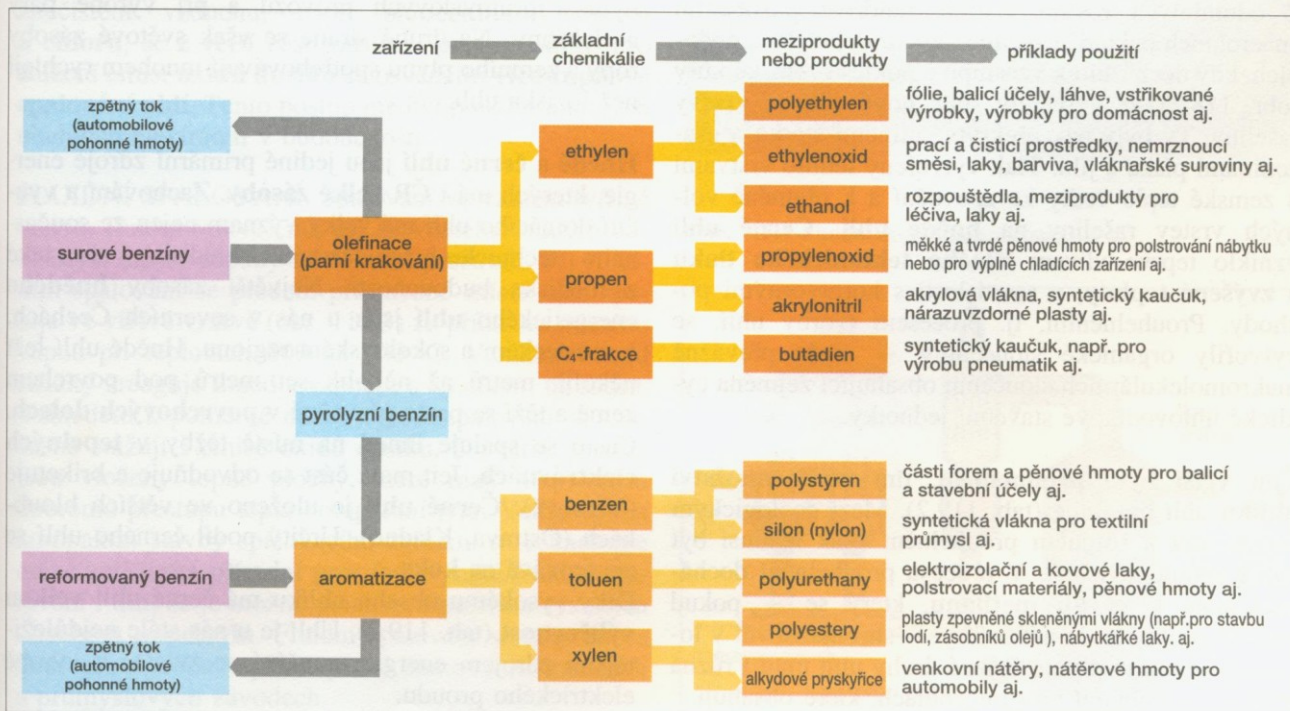 zařízení
základní
chemikálie
meziprodukty
nebo produkty
příklady použití
zpětný tok
(automobilové
pohonné hmoty)
surové benzíny
olefinace
(parní krakování)
pyrolyzní benzín
ethylen
propen
C₄-frakce
polyethylen
fólie, balicí účely, láhve, vstřikované
výrobky, výrobky pro domácnost aj.
ethylenoxid
prací a čisticí prostředky, nemrznoucí
směsi, laky, barviva, vláknařské suroviny aj.
ethanol
rozpouštědla, meziprodukty pro
léčiva, laky aj.
propylenoxid
měkké a tvrdé pěnové hmoty pro polstrování nábytku
nebo pro výplně chladících zařízení aj.
akrylonitril
akrylová vlákna, syntetický kaučuk,
nárazuvzdorné plasty aj.
butadien
syntetický kaučuk, např. pro
výrobu pneumatik aj.
reformovaný benzín
aromatizace
zpětný tok
(automobilové
pohonné hmoty)
benzen
toluen
xylen
polystyren
části forem a pěnové hmoty pro balicí
a stavební účely aj.
silon (nylon)
syntetická vlákna pro textilní
průmysl aj.
polyurethany
elektroizolační a kovové laky,
polstrovací materiály, pěnové hmoty aj.
polyestery
plasty zpevněné skleněnými vlákny (např.pro stavbu
lodí, zásobníků olejů), nábytkářké laky. aj.
alkydové pryskyřice
venkovní nátěry, nátěrové hmoty pro
automobily aj.